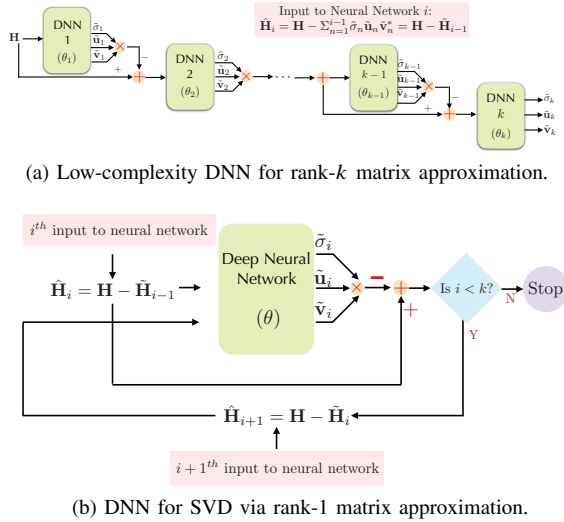 Input to Neural Network i:
Ĥ_i = H − Σ_{n=1}^{i−1} σ̃_n ũ_n ṽ_n^* = H − H̃_{i−1}
H
DNN
1
(θ_1)
σ̃_1
ũ_1
ṽ_1
×
−
+
+
DNN
2
(θ_2)
σ̃_2
ũ_2
ṽ_2
×
· · ·
+
DNN
k−1
(θ_{k−1})
σ̃_{k−1}
ũ_{k−1}
ṽ_{k−1}
×
−
+
+
DNN
k
(θ_k)
σ̃_k
ũ_k
ṽ_k
(a) Low-complexity DNN for rank-k matrix approximation.
i^{th} input to neural network
Ĥ_i = H − H̃_{i−1}
Deep Neural
Network
(θ)
σ̃_i
ũ_i
ṽ_i
×
−
+
+
Is i < k?
N
Stop
Y
Ĥ_{i+1} = H − H̃_i
i + 1^{th} input to neural network
(b) DNN for SVD via rank-1 matrix approximation.